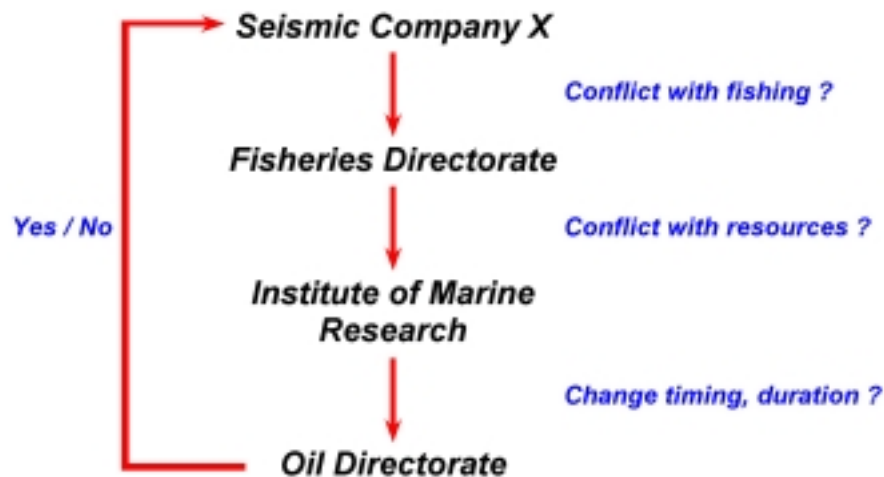 Seismic Company X
Conflict with fishing ?
Fisheries Directorate
Yes / No
Conflict with resources ?
Institute of Marine
Research
Change timing, duration ?
Oil Directorate